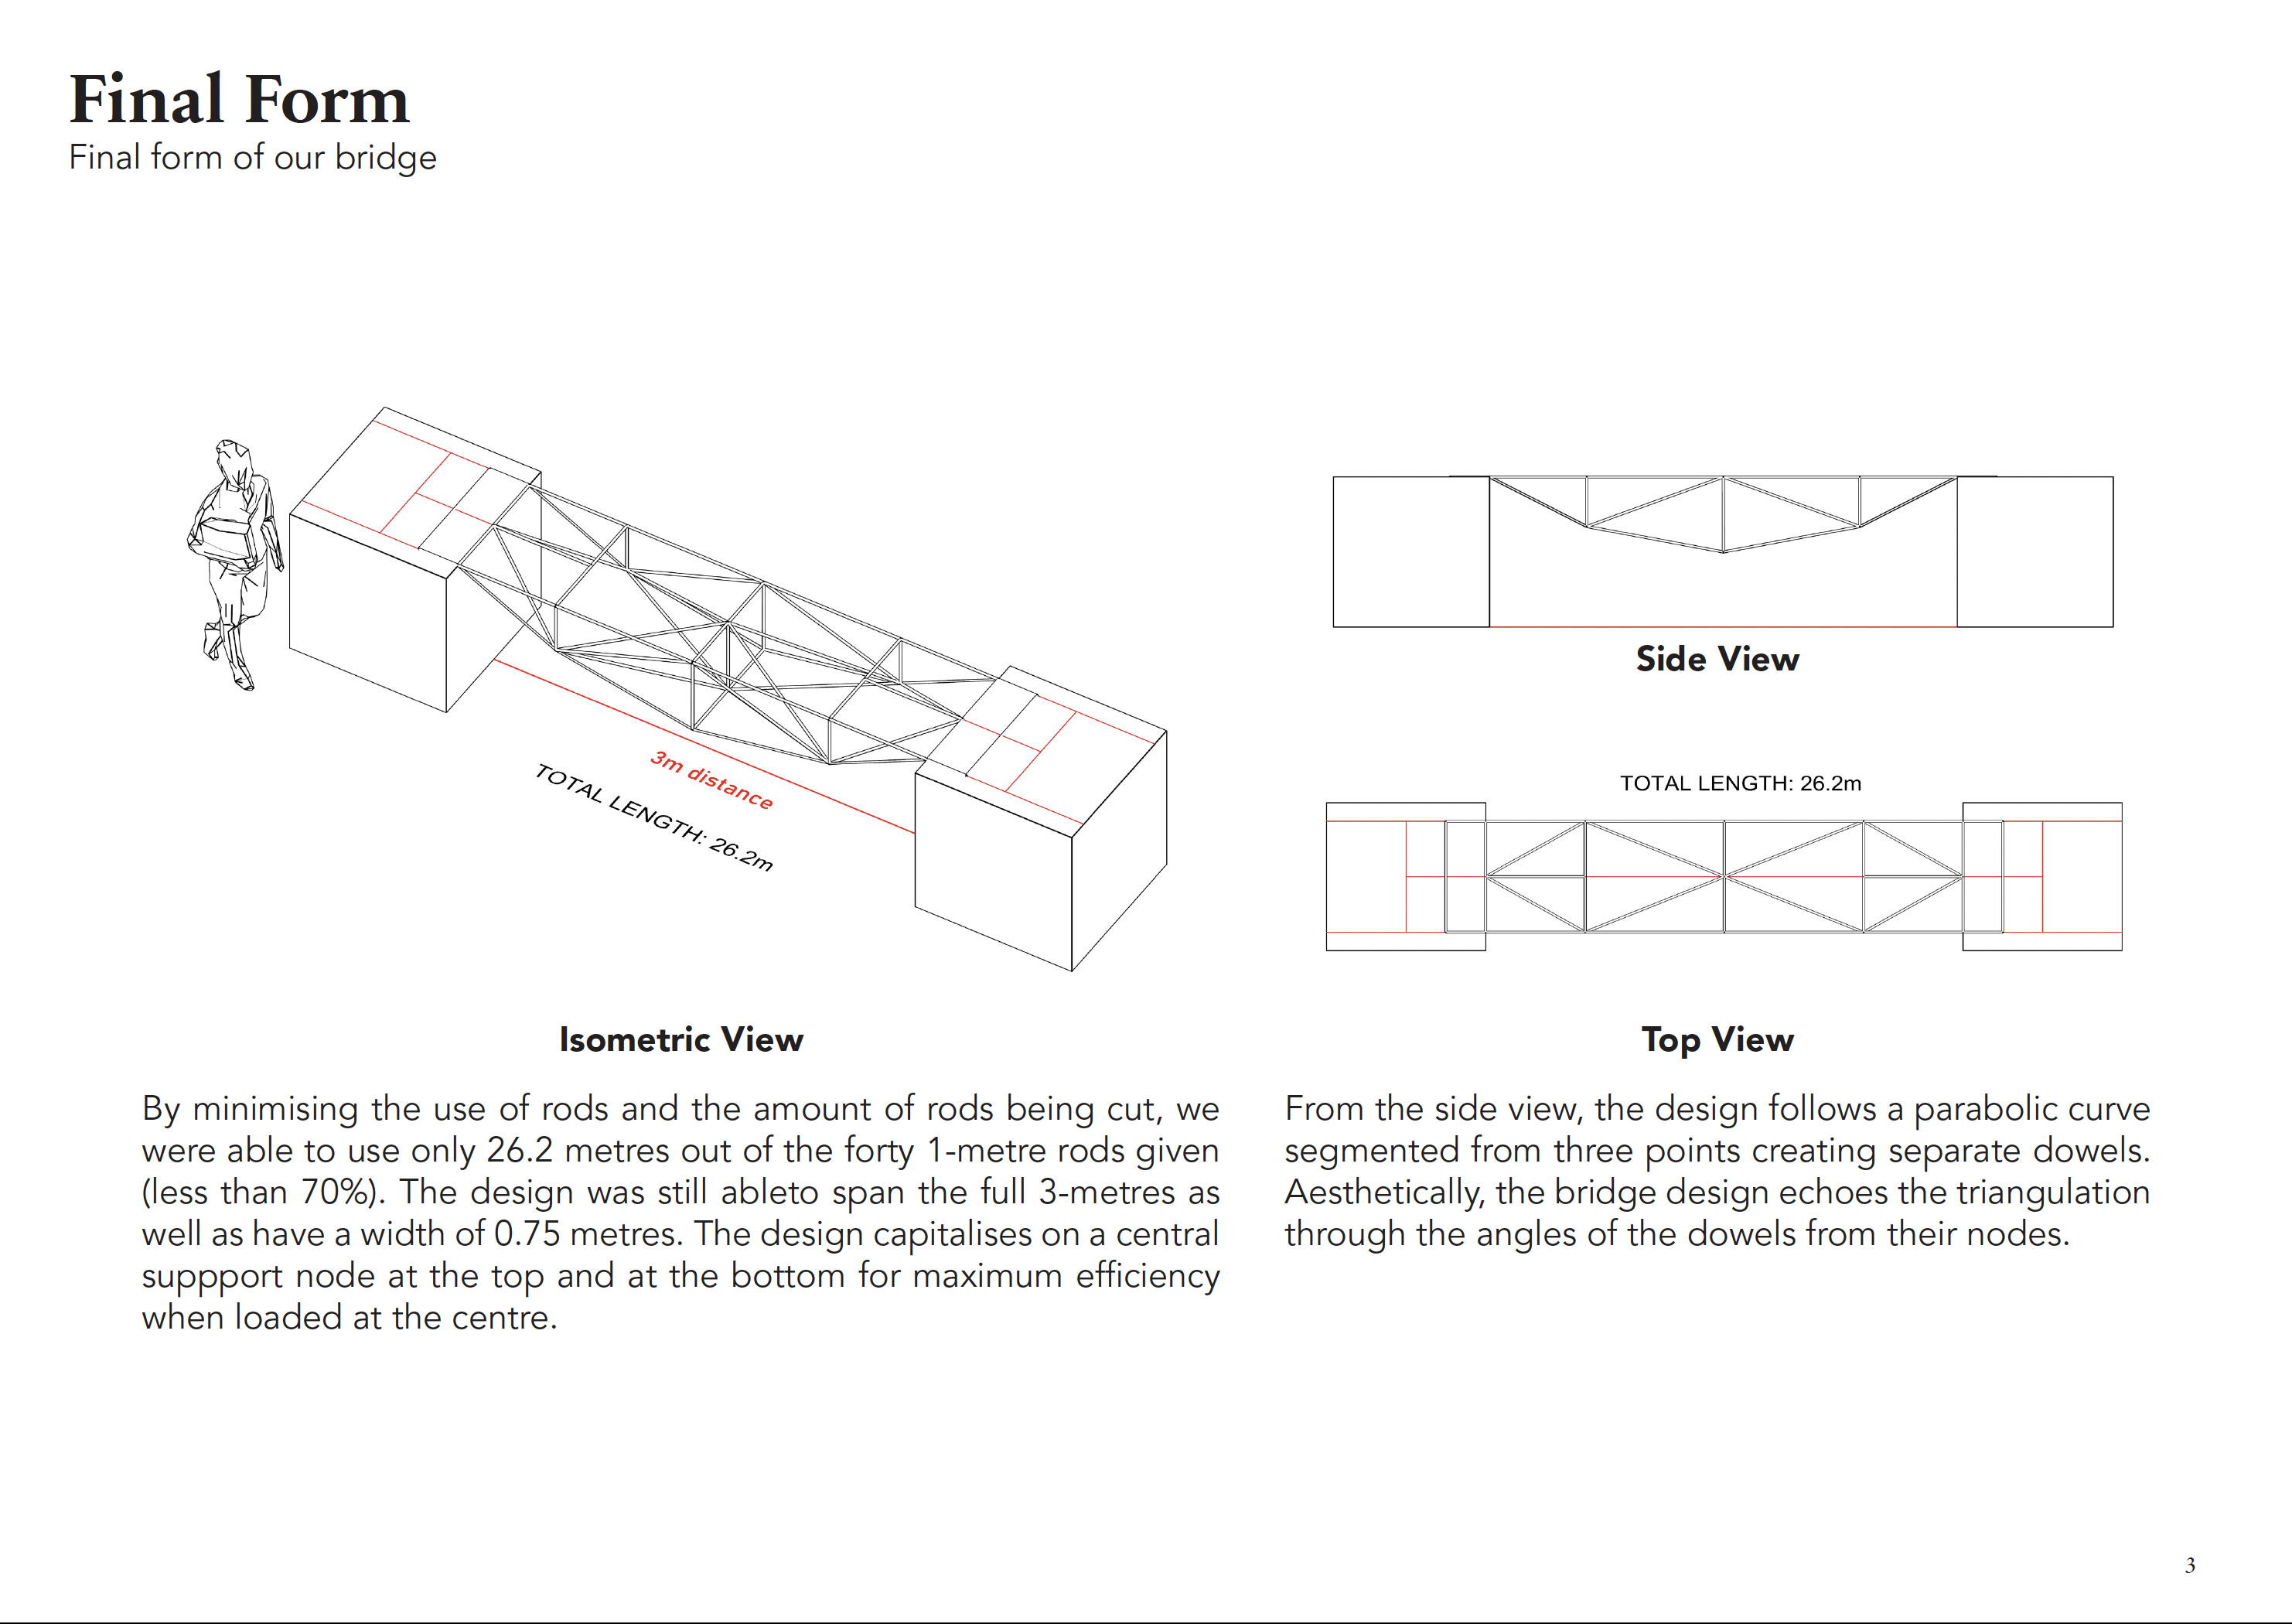 Final Form
Final form of our bridge
3m distance
TOTAL LENGTH: 26.2m
Isometric View
By minimising the use of rods and the amount of rods being cut, we
were able to use only 26.2 metres out of the forty 1-metre rods given
(less than 70%). The design was still ableto span the full 3-metres as
well as have a width of 0.75 metres. The design capitalises on a central
suppport node at the top and at the bottom for maximum efficiency
when loaded at the centre.
Side View
TOTAL LENGTH: 26.2m
Top View
From the side view, the design follows a parabolic curve
segmented from three points creating separate dowels.
Aesthetically, the bridge design echoes the triangulation
through the angles of the dowels from their nodes.
3